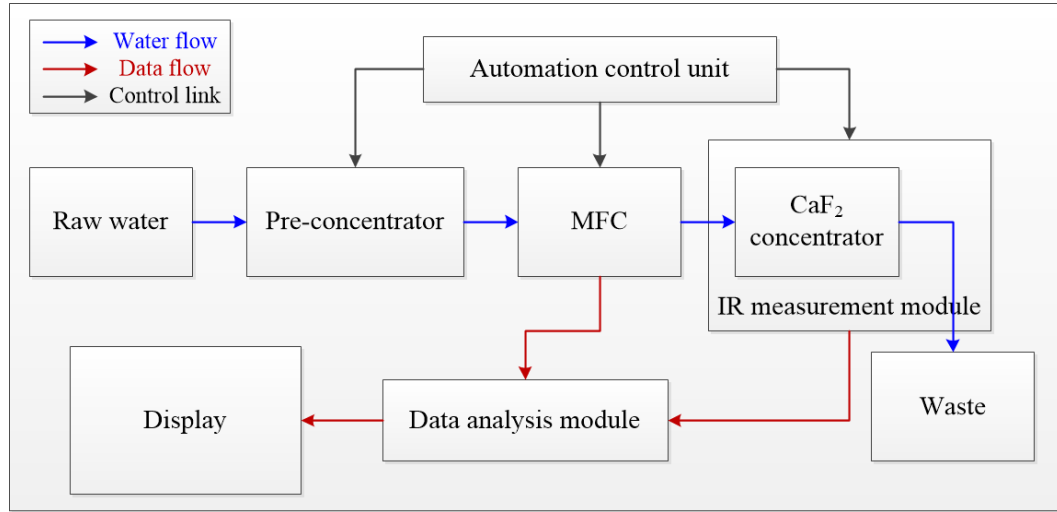 Water flow
Data flow
Control link
Automation control unit
Raw water
Pre-concentrator
MFC
CaF₂
concentrator
IR measurement module
Display
Data analysis module
Waste